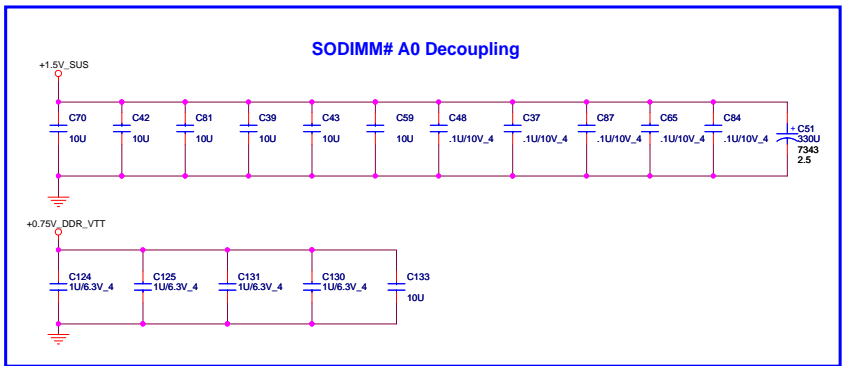 SODIMM# A0 Decoupling
+1.5V_SUS
C70
10U
C42
10U
C81
10U
C39
10U
C43
10U
C59
10U
C48
.1U/10V_4
C37
.1U/10V_4
C87
.1U/10V_4
C65
.1U/10V_4
C84
.1U/10V_4
+ C51
330U
7343
2.5
+0.75V_DDR_VTT
C124
1U/6.3V_4
C125
1U/6.3V_4
C131
1U/6.3V_4
C130
1U/6.3V_4
C133
10U